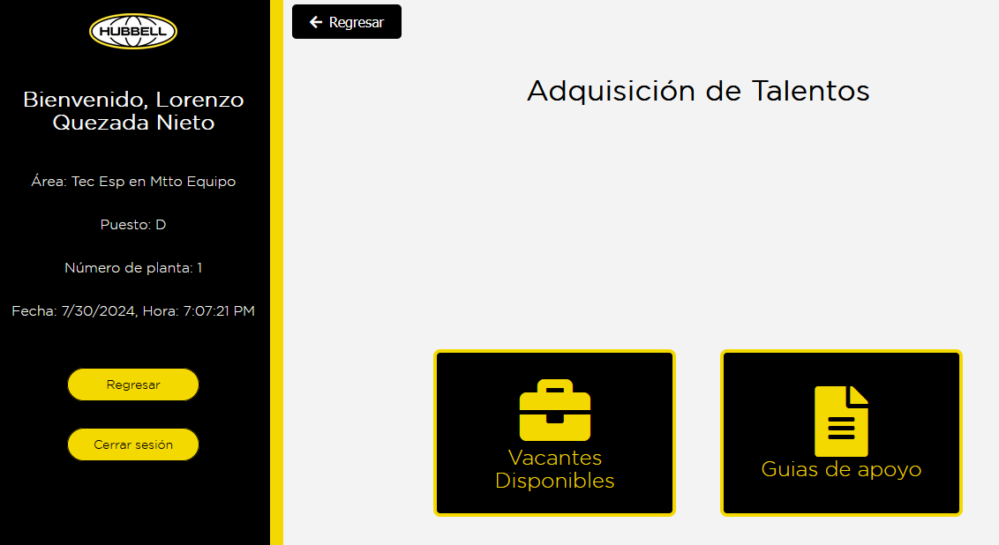 HUBBELL
Bienvenido, Lorenzo
Quezada Nieto
Área: Tec Esp en Mtto Equipo
Puesto: D
Número de planta: 1
Fecha: 7/30/2024, Hora: 7:07:21 PM
Regresar
Cerrar sesión
Regresar
Adquisición de Talentos
Vacantes
Disponibles
Guias de apoyo